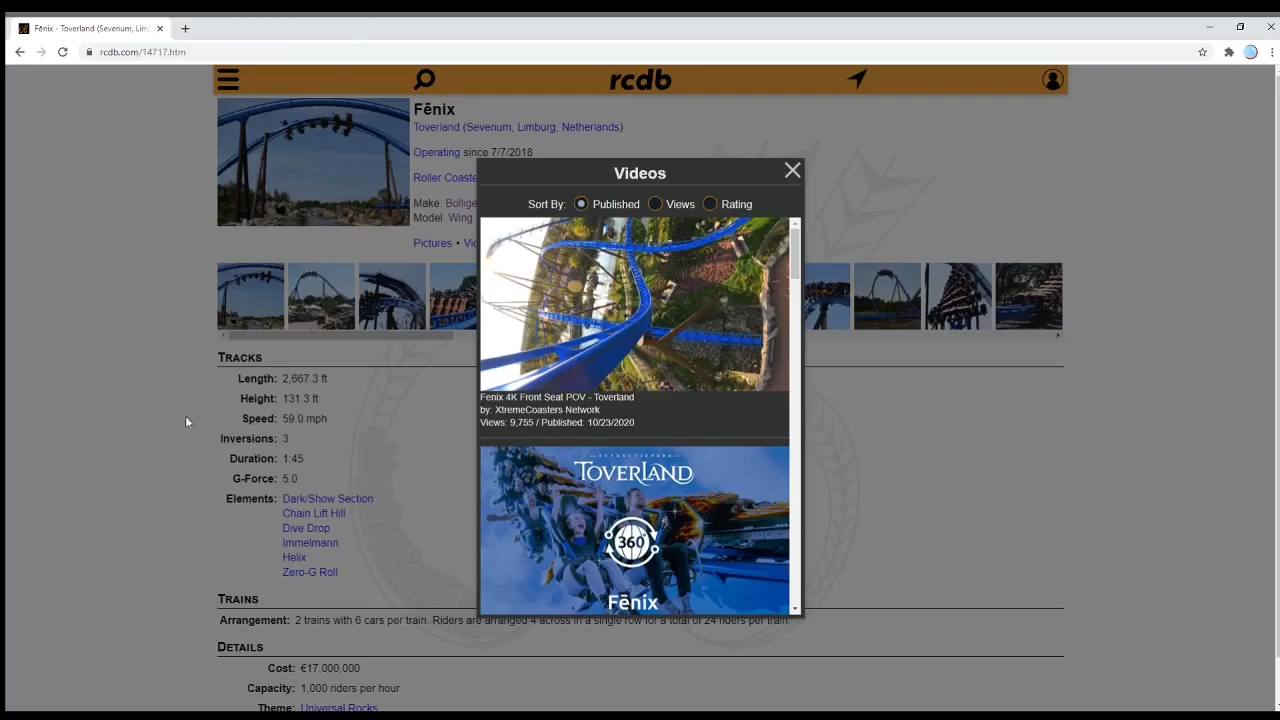 Fēnix - Toverland (Sevenum, Lim
rcdb.com/14717.htm
rcdb
Fēnix
Toverland (Sevenum, Limburg, Netherlands)
Operating since 7/7/2018
Roller Coaste
Make: Bollige
Model: Wing
Pictures • Vi
Videos
Sort By: Published Views Rating
Fenix 4K Front Seat POV - Toverland
by: XtremeCoasters Network
Views: 9,755 / Published: 10/23/2020
ATTRACTIEPARK
TOVERLAND
360
Fēnix
TRACKS
Length: 2,667.3 ft
Height: 131.3 ft
Speed: 59.0 mph
Inversions: 3
Duration: 1:45
G-Force: 5.0
Elements: Dark/Show Section
Chain Lift Hill
Dive Drop
Immelmann
Helix
Zero-G Roll
TRAINS
Arrangement: 2 trains with 6 cars per train. Riders are arranged 4 across in a single row for a total of 24 riders per train.
DETAILS
Cost: €17,000,000
Capacity: 1,000 riders per hour
Theme: Universal Rocks